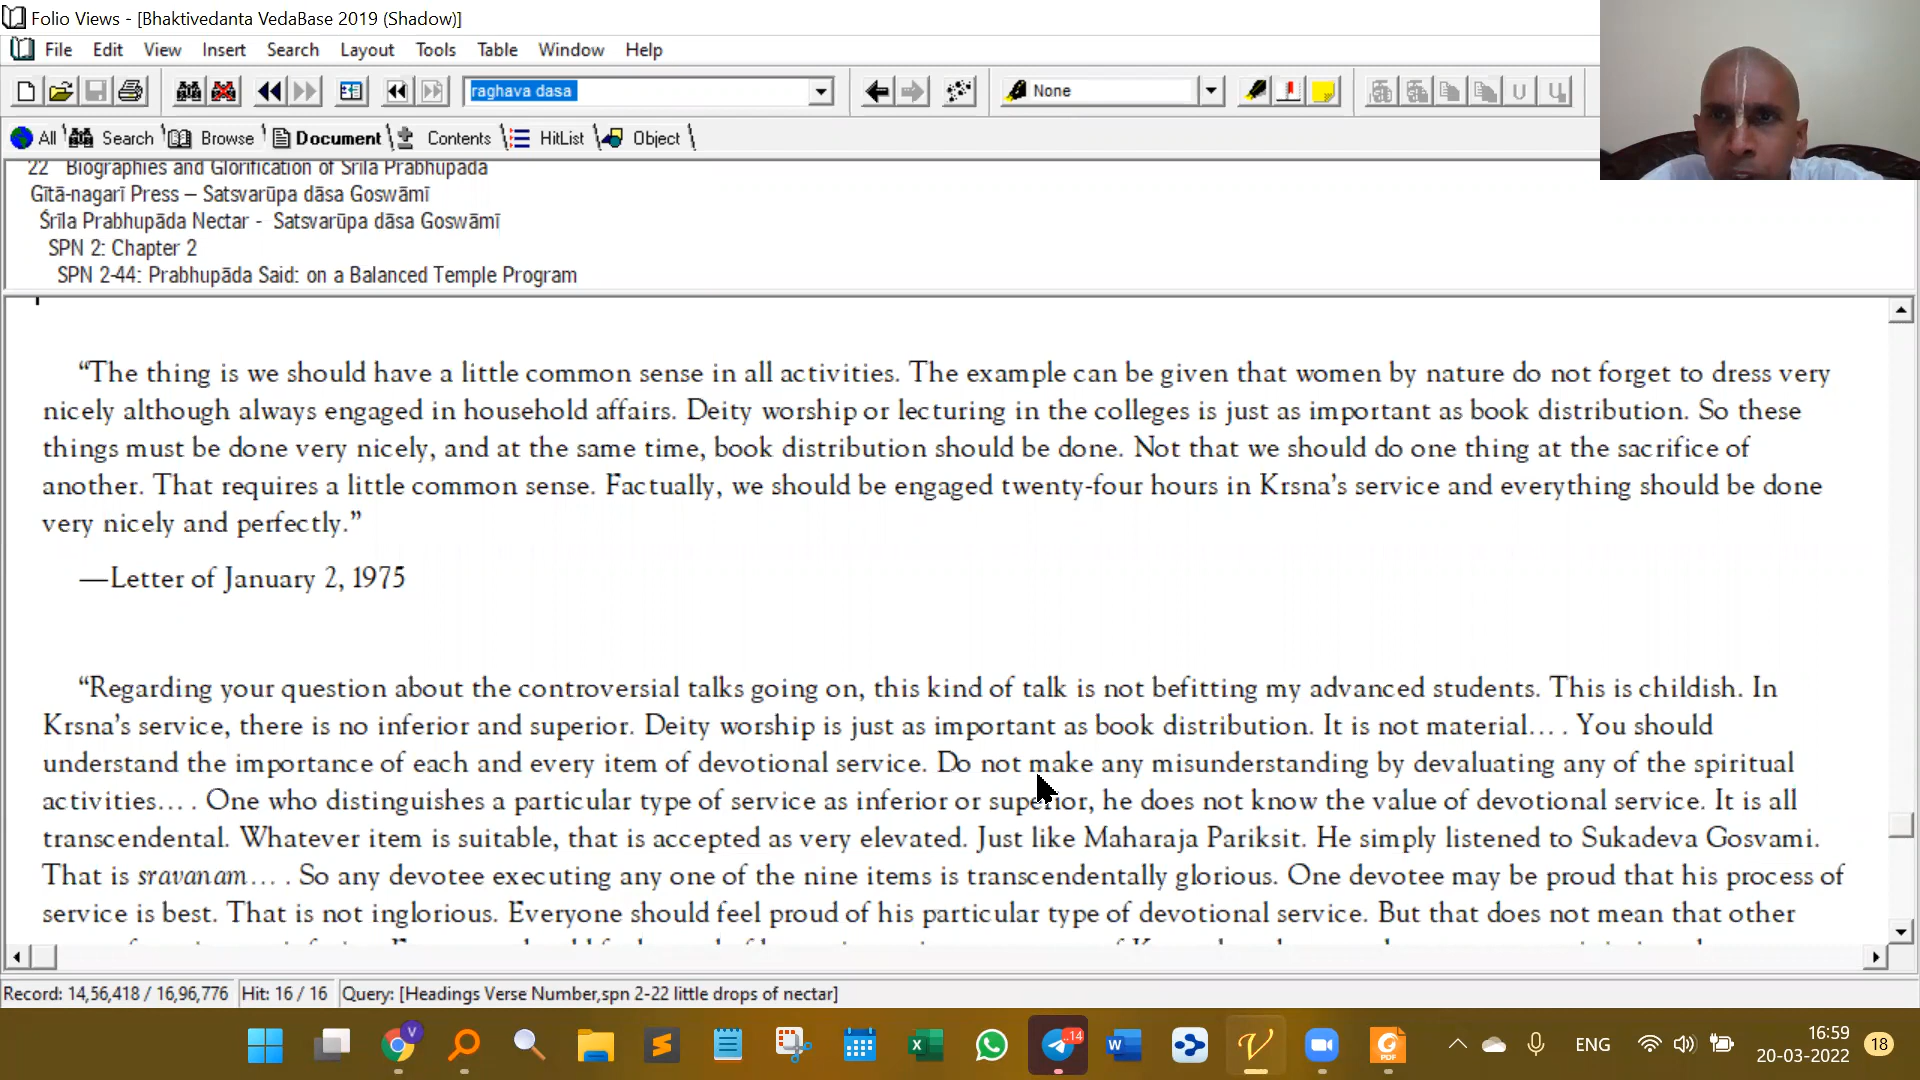 Folio Views - [Bhaktivedanta VedaBase 2019 (Shadow)]
File Edit View Insert Search Layout Tools Table Window Help
raghava dasa None
All Search Browse Document Contents HitList Object
22 Biographies and Glorification of Śrīla Prabhupāda
Gītā-nagarī Press – Satsvarūpa dāsa Goswāmī
Śrīla Prabhupāda Nectar - Satsvarūpa dāsa Goswāmī
SPN 2: Chapter 2
SPN 2-44: Prabhupāda Said: on a Balanced Temple Program
“The thing is we should have a little common sense in all activities. The example can be given that women by nature do not forget to dress very
nicely although always engaged in household affairs. Deity worship or lecturing in the colleges is just as important as book distribution. So these
things must be done very nicely, and at the same time, book distribution should be done. Not that we should do one thing at the sacrifice of
another. That requires a little common sense. Factually, we should be engaged twenty-four hours in Krsna’s service and everything should be done
very nicely and perfectly.”
—Letter of January 2, 1975
“Regarding your question about the controversial talks going on, this kind of talk is not befitting my advanced students. This is childish. In
Krsna’s service, there is no inferior and superior. Deity worship is just as important as book distribution. It is not material.... You should
understand the importance of each and every item of devotional service. Do not make any misunderstanding by devaluating any of the spiritual
activities.... One who distinguishes a particular type of service as inferior or superior, he does not know the value of devotional service. It is all
transcendental. Whatever item is suitable, that is accepted as very elevated. Just like Maharaja Pariksit. He simply listened to Sukadeva Gosvami.
That is sravanam.... So any devotee executing any one of the nine items is transcendentally glorious. One devotee may be proud that his process of
service is best. That is not inglorious. Everyone should feel proud of his particular type of devotional service. But that does not mean that other
Record: 14,56,418 / 16,96,776 Hit: 16 / 16 Query: [Headings Verse Number,spn 2-22 little drops of nectar]
ENG 16:59
20-03-2022 18